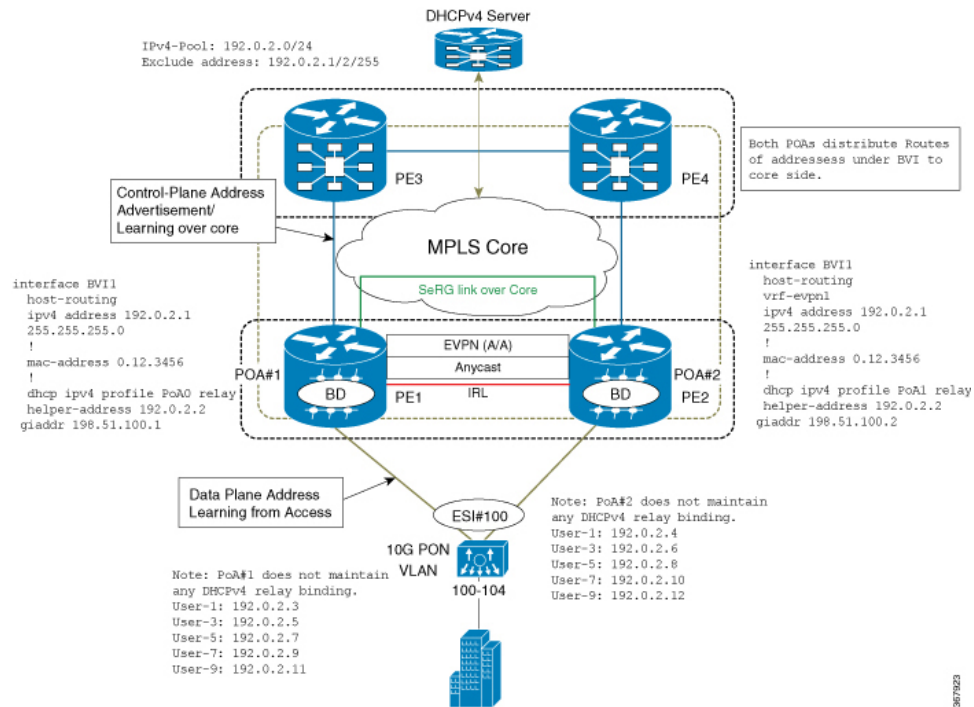 DHCPv4 Server
IPv4-Pool: 192.0.2.0/24
Exclude address: 192.0.2.1/2/255
PE3
PE4
Both POAs distribute Routes
of addressess under BVI to
core side.
Control-Plane Address
Advertisement/
Learning over core
MPLS Core
SeRG link over Core
interface BVI1
host-routing
ipv4 address 192.0.2.1
255.255.255.0
!
mac-address 0.12.3456
!
dhcp ipv4 profile PoA0 relay
helper-address 192.0.2.2
giaddr 198.51.100.1
interface BVI1
host-routing
vrf-evpn1
ipv4 address 192.0.2.1
255.255.255.0
!
mac-address 0.12.3456
!
dhcp ipv4 profile PoA1 relay
helper-address 192.0.2.2
giaddr 198.51.100.2
EVPN (A/A)
Anycast
IRL
POA#1
BD
PE1
POA#2
BD
PE2
Data Plane Address
Learning from Access
ESI#100
10G PON
VLAN
100-104
Note: PoA#1 does not maintain
any DHCPv4 relay binding.
User-1: 192.0.2.3
User-3: 192.0.2.5
User-5: 192.0.2.7
User-7: 192.0.2.9
User-9: 192.0.2.11
Note: PoA#2 does not maintain
any DHCPv4 relay binding.
User-1: 192.0.2.4
User-3: 192.0.2.6
User-5: 192.0.2.8
User-7: 192.0.2.10
User-9: 192.0.2.12
367923